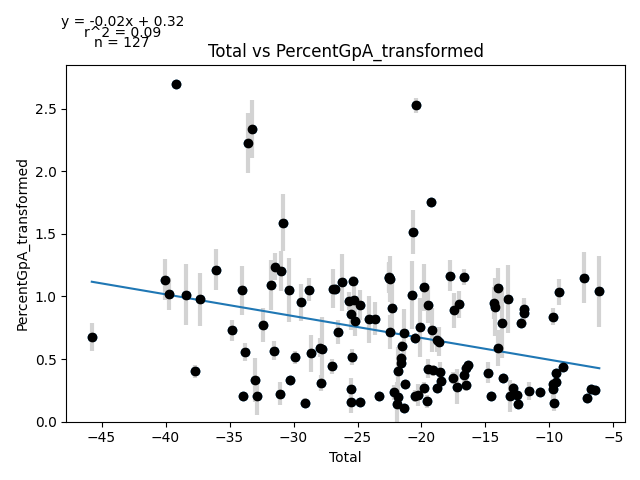 y = -0.02x + 0.32
r^2 = 0.09
n = 127
Total vs PercentGpA_transformed
PercentGpA_transformed
2.5
2.0
1.5
1.0
0.5
0.0
−45 −40 −35 −30 −25 −20 −15 −10 −5
Total